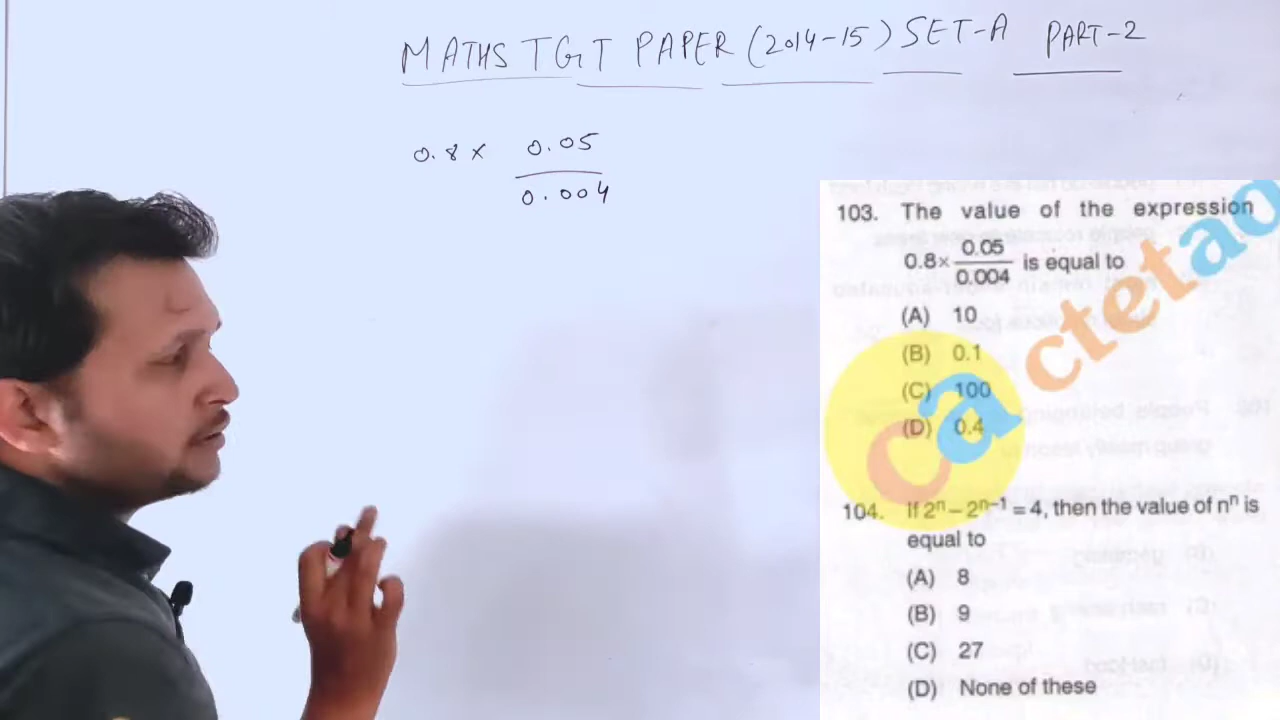 MATHS TGT PAPER (2014-15) SET-A PART-2
0.8 × 0.05
0.004
103. The value of the expression
0.8× 0.05
0.004
is equal to
(A) 10
(B) 0.1
(C) 100
(D) 0.4
104. If 2ⁿ – 2ⁿ⁻¹ = 4, then the value of nⁿ is
equal to
(A) 8
(B) 9
(C) 27
(D) None of these
Ca
ctetao